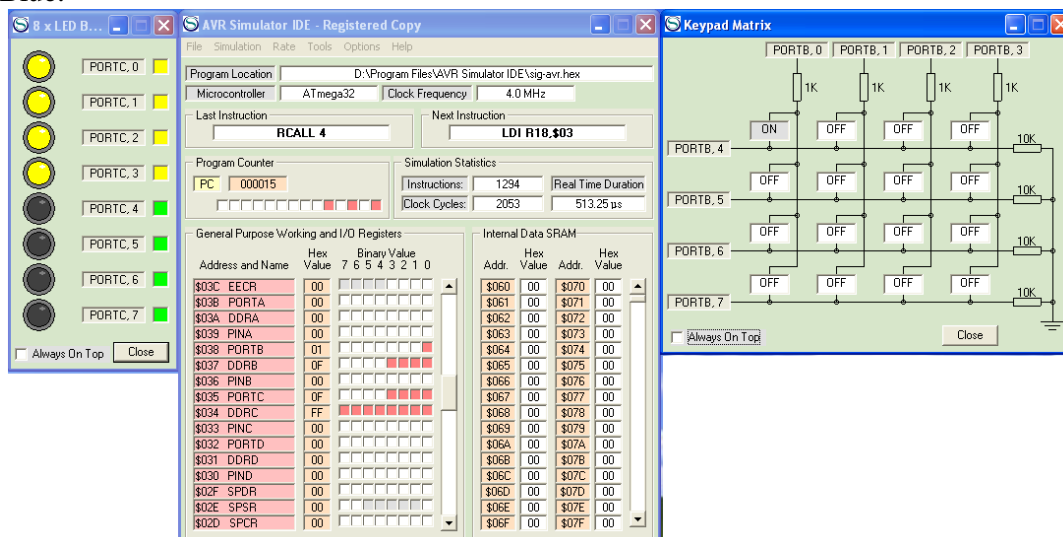 8 x LED B...
PORTC, 0
PORTC, 1
PORTC, 2
PORTC, 3
PORTC, 4
PORTC, 5
PORTC, 6
PORTC, 7
Always On Top Close
AVR Simulator IDE - Registered Copy
File Simulation Rate Tools Options Help
Program Location D:\Program Files\AVR Simulator IDE\sig-avr.hex
Microcontroller ATmega32 Clock Frequency 4.0 MHz
Last Instruction Next Instruction
RCALL 4 LDI R18,$03
Program Counter Simulation Statistics
PC 000015 Instructions: 1294 Real Time Duration
Clock Cycles: 2053 513.25 µs
General Purpose Working and I/O Registers
Hex Binary Value
Address and Name Value 7 6 5 4 3 2 1 0
$03C EECR 00
$03B PORTA 00
$03A DDRA 00
$039 PINA 00
$038 PORTB 01
$037 DDRB 0F
$036 PINB 00
$035 PORTC 0F
$034 DDRC FF
$033 PINC 00
$032 PORTD 00
$031 DDRD 00
$030 PIND 00
$02F SPDR 00
$02E SPSR 00
$02D SPCR 00
Internal Data SRAM
Hex Hex
Addr. Value Addr. Value
$060 00 $070 00
$061 00 $071 00
$062 00 $072 00
$063 00 $073 00
$064 00 $074 00
$065 00 $075 00
$066 00 $076 00
$067 00 $077 00
$068 00 $078 00
$069 00 $079 00
$06A 00 $07A 00
$06B 00 $07B 00
$06C 00 $07C 00
$06D 00 $07D 00
$06E 00 $07E 00
$06F 00 $07F 00
Keypad Matrix
PORTB, 0 PORTB, 1 PORTB, 2 PORTB, 3
1K 1K 1K 1K
ON OFF OFF OFF
PORTB, 4 10K
OFF OFF OFF OFF
PORTB, 5 10K
OFF OFF OFF OFF
PORTB, 6 10K
OFF OFF OFF OFF
PORTB, 7 10K
Always On Top Close